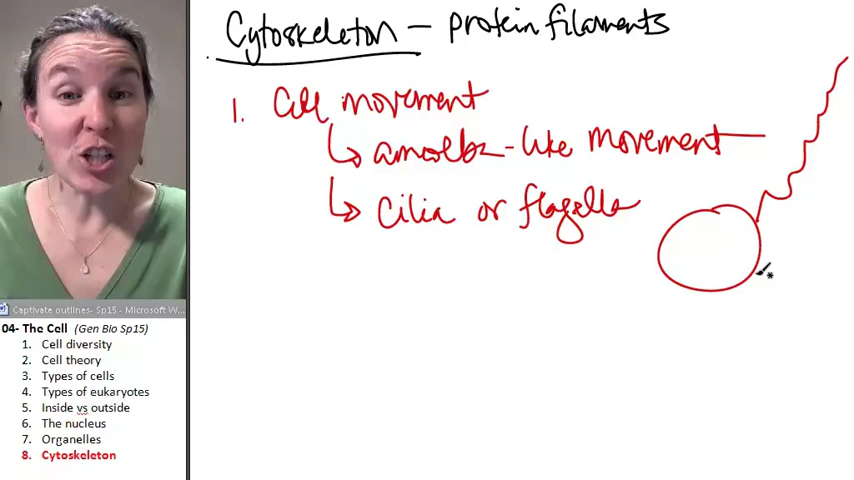 Cytoskeleton – protein filaments
1. Cell movement
↳ amoeba-like movement
↳ cilia or flagella
Captivate outlines- Sp15 - Microsoft W...
04- The Cell (Gen Bio Sp15)
1. Cell diversity
2. Cell theory
3. Types of cells
4. Types of eukaryotes
5. Inside vs outside
6. The nucleus
7. Organelles
8. Cytoskeleton